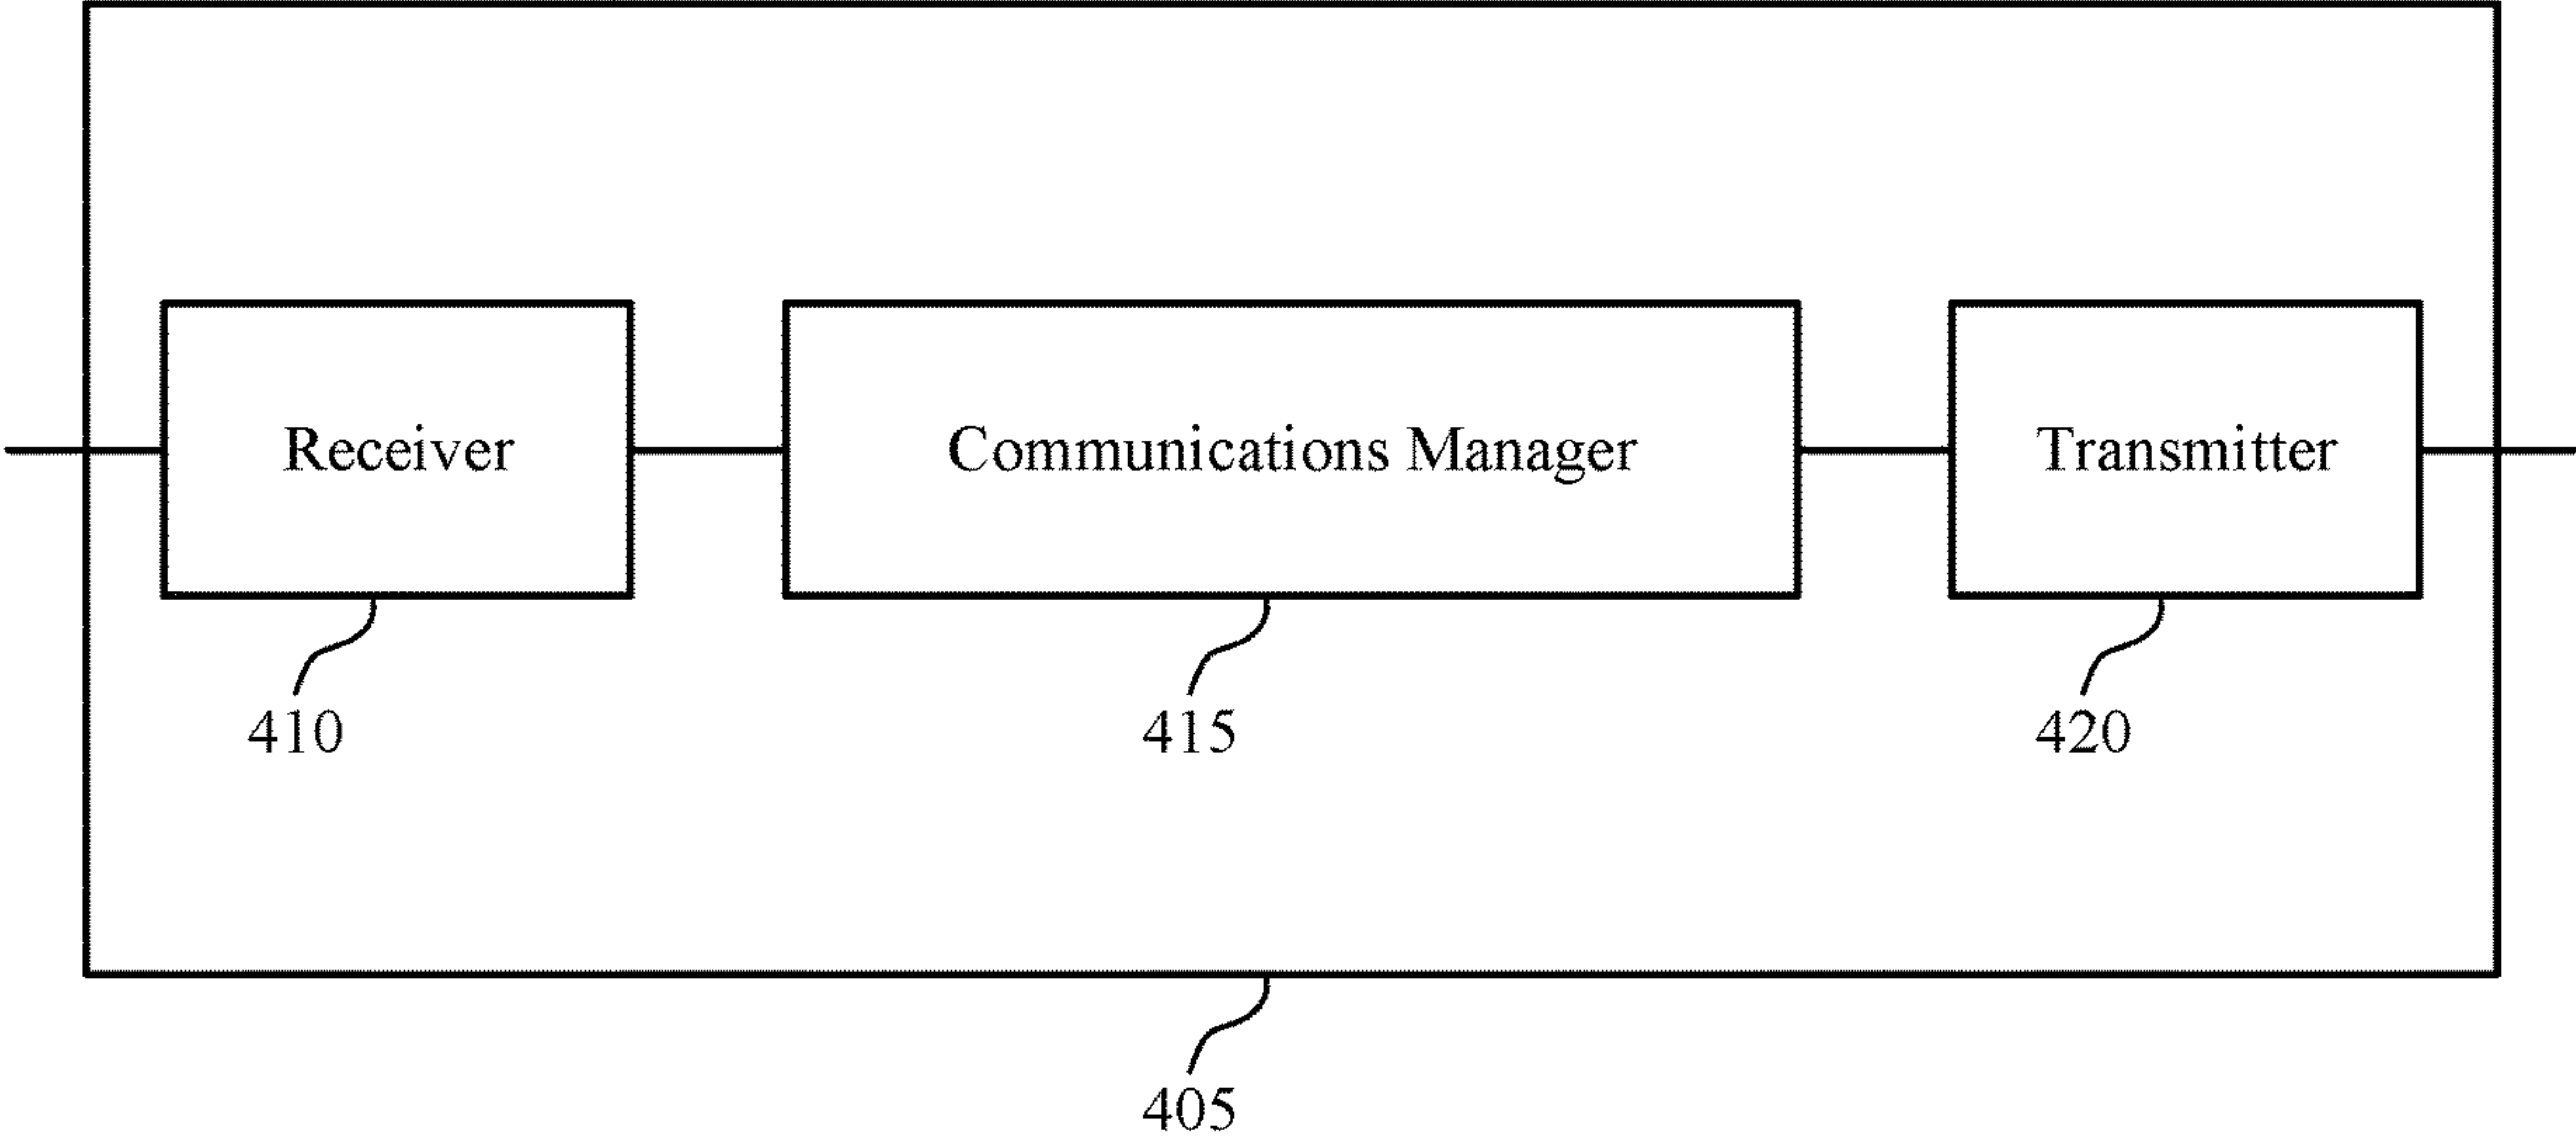 Receiver
Communications Manager
Transmitter
410
415
420
405